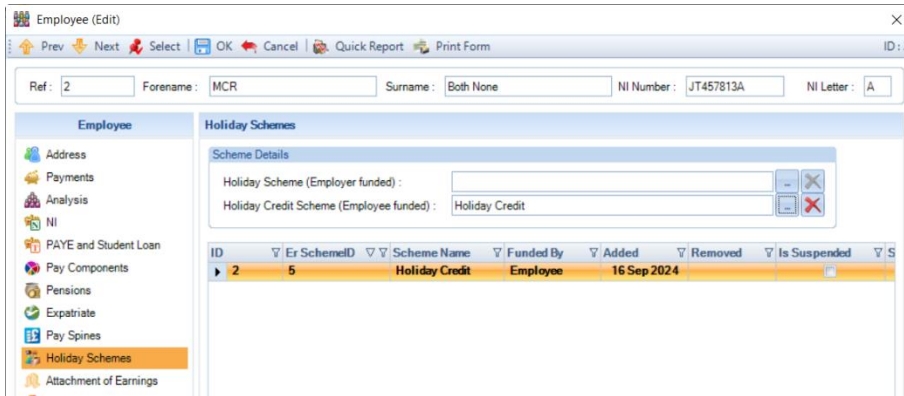 Employee (Edit)
Prev Next Select OK Cancel Quick Report Print Form ID :
Ref : 2 Forename : MCR Surname : Both None NI Number : JT457813A NI Letter : A
Employee
Address
Payments
Analysis
NI
PAYE and Student Loan
Pay Components
Pensions
Expatriate
Pay Spines
Holiday Schemes
Attachment of Earnings
Holiday Schemes
Scheme Details
Holiday Scheme (Employer funded) : ...
Holiday Credit Scheme (Employee funded) : Holiday Credit ...
ID Er SchemeID Scheme Name Funded By Added Removed Is Suspended S
2 5 Holiday Credit Employee 16 Sep 2024